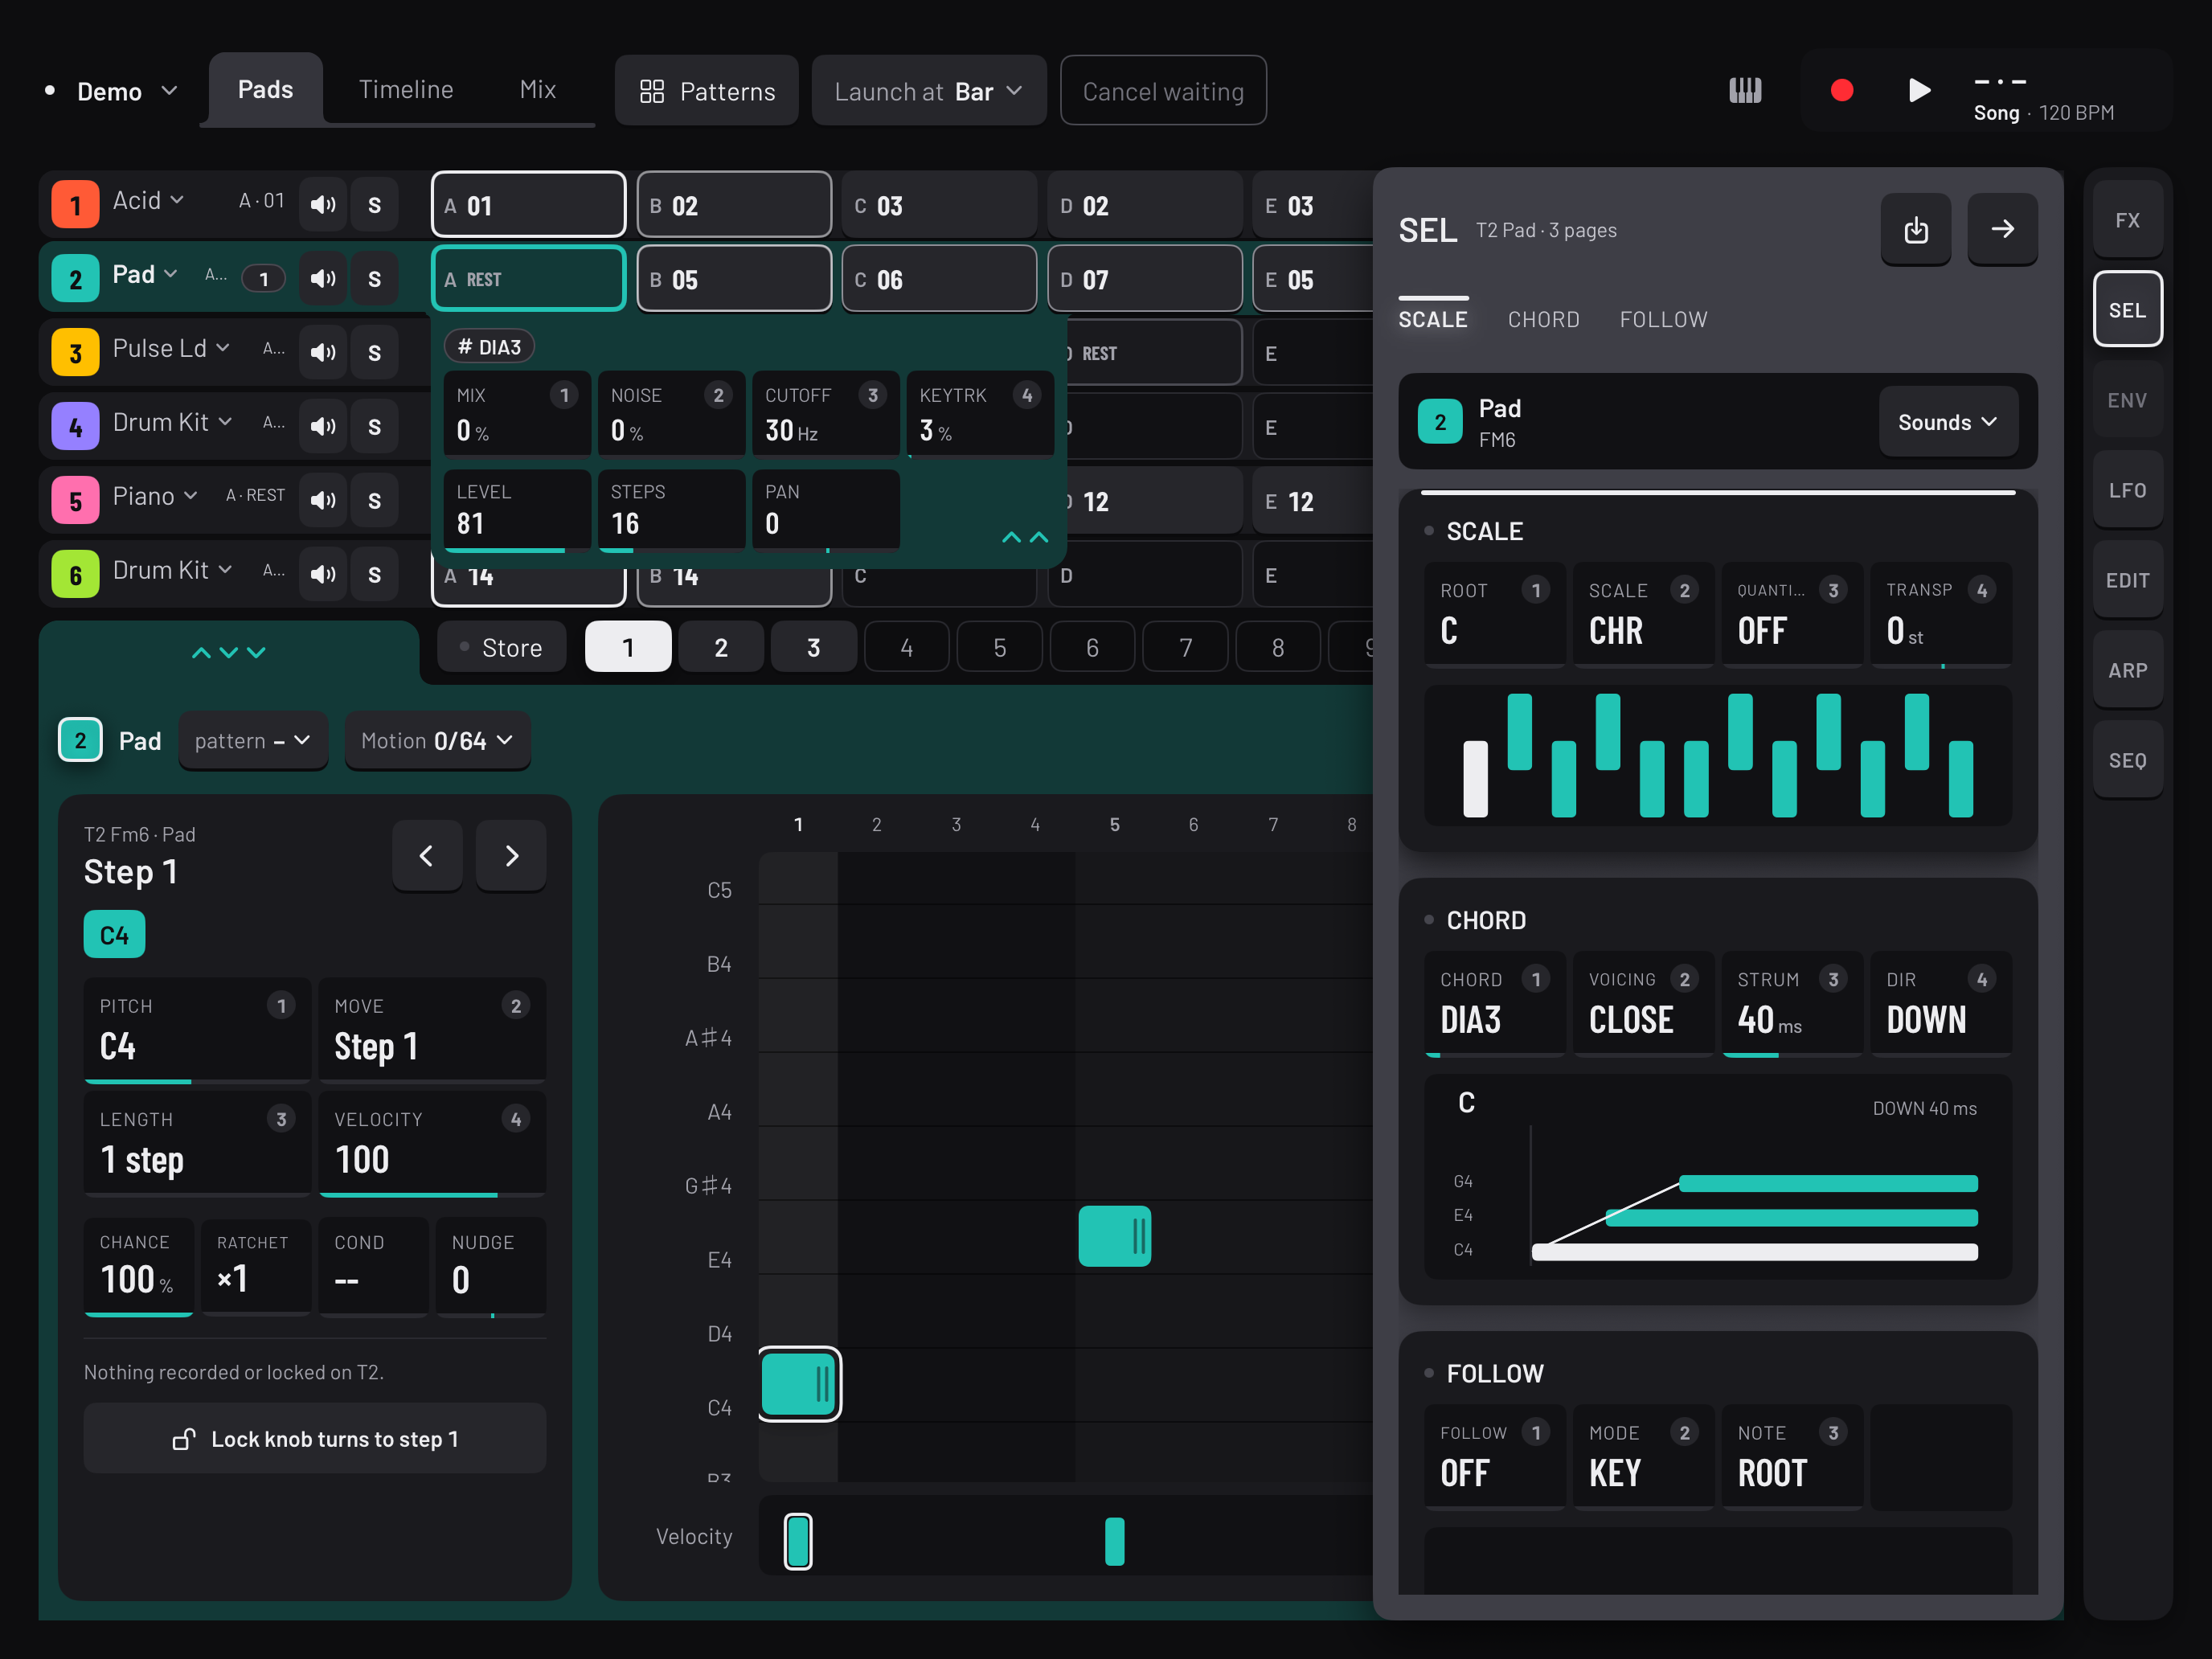 Demo
Pads Timeline Mix
Patterns
Launch at Bar
Cancel waiting
– · –
Song · 120 BPM
1 Acid A · 01 S
A 01 B 02 C 03 D 02 E 03
2 Pad A... 1 S
A REST B 05 C 06 D 07 E 05
3 Pulse Ld A... S
REST E
4 Drum Kit A... S
E
5 Piano A · REST S
12 E 12
6 Drum Kit A... S
A 14 B 14 C D E
# DIA3
MIX 1 NOISE 2 CUTOFF 3 KEYTRK 4
0 % 0 % 30 Hz 3 %
LEVEL STEPS PAN
81 16 0
Store 1 2 3 4 5 6 7 8 9
2 Pad pattern – Motion 0/64
T2 Fm6 · Pad
Step 1
C4
PITCH 1 MOVE 2
C4 Step 1
LENGTH 3 VELOCITY 4
1 step 100
CHANCE RATCHET COND NUDGE
100 % ×1 –– 0
Nothing recorded or locked on T2.
Lock knob turns to step 1
1 2 3 4 5 6 7 8
C5
B4
A♯4
A4
G♯4
E4
D4
C4
B3
Velocity
SEL T2 Pad · 3 pages
SCALE CHORD FOLLOW
2 Pad
FM6
Sounds
SCALE
ROOT 1 SCALE 2 QUANTI... 3 TRANSP 4
C CHR OFF 0 st
CHORD
CHORD 1 VOICING 2 STRUM 3 DIR 4
DIA3 CLOSE 40 ms DOWN
C DOWN 40 ms
G4
E4
C4
FOLLOW
FOLLOW 1 MODE 2 NOTE 3
OFF KEY ROOT
FX
SEL
ENV
LFO
EDIT
ARP
SEQ